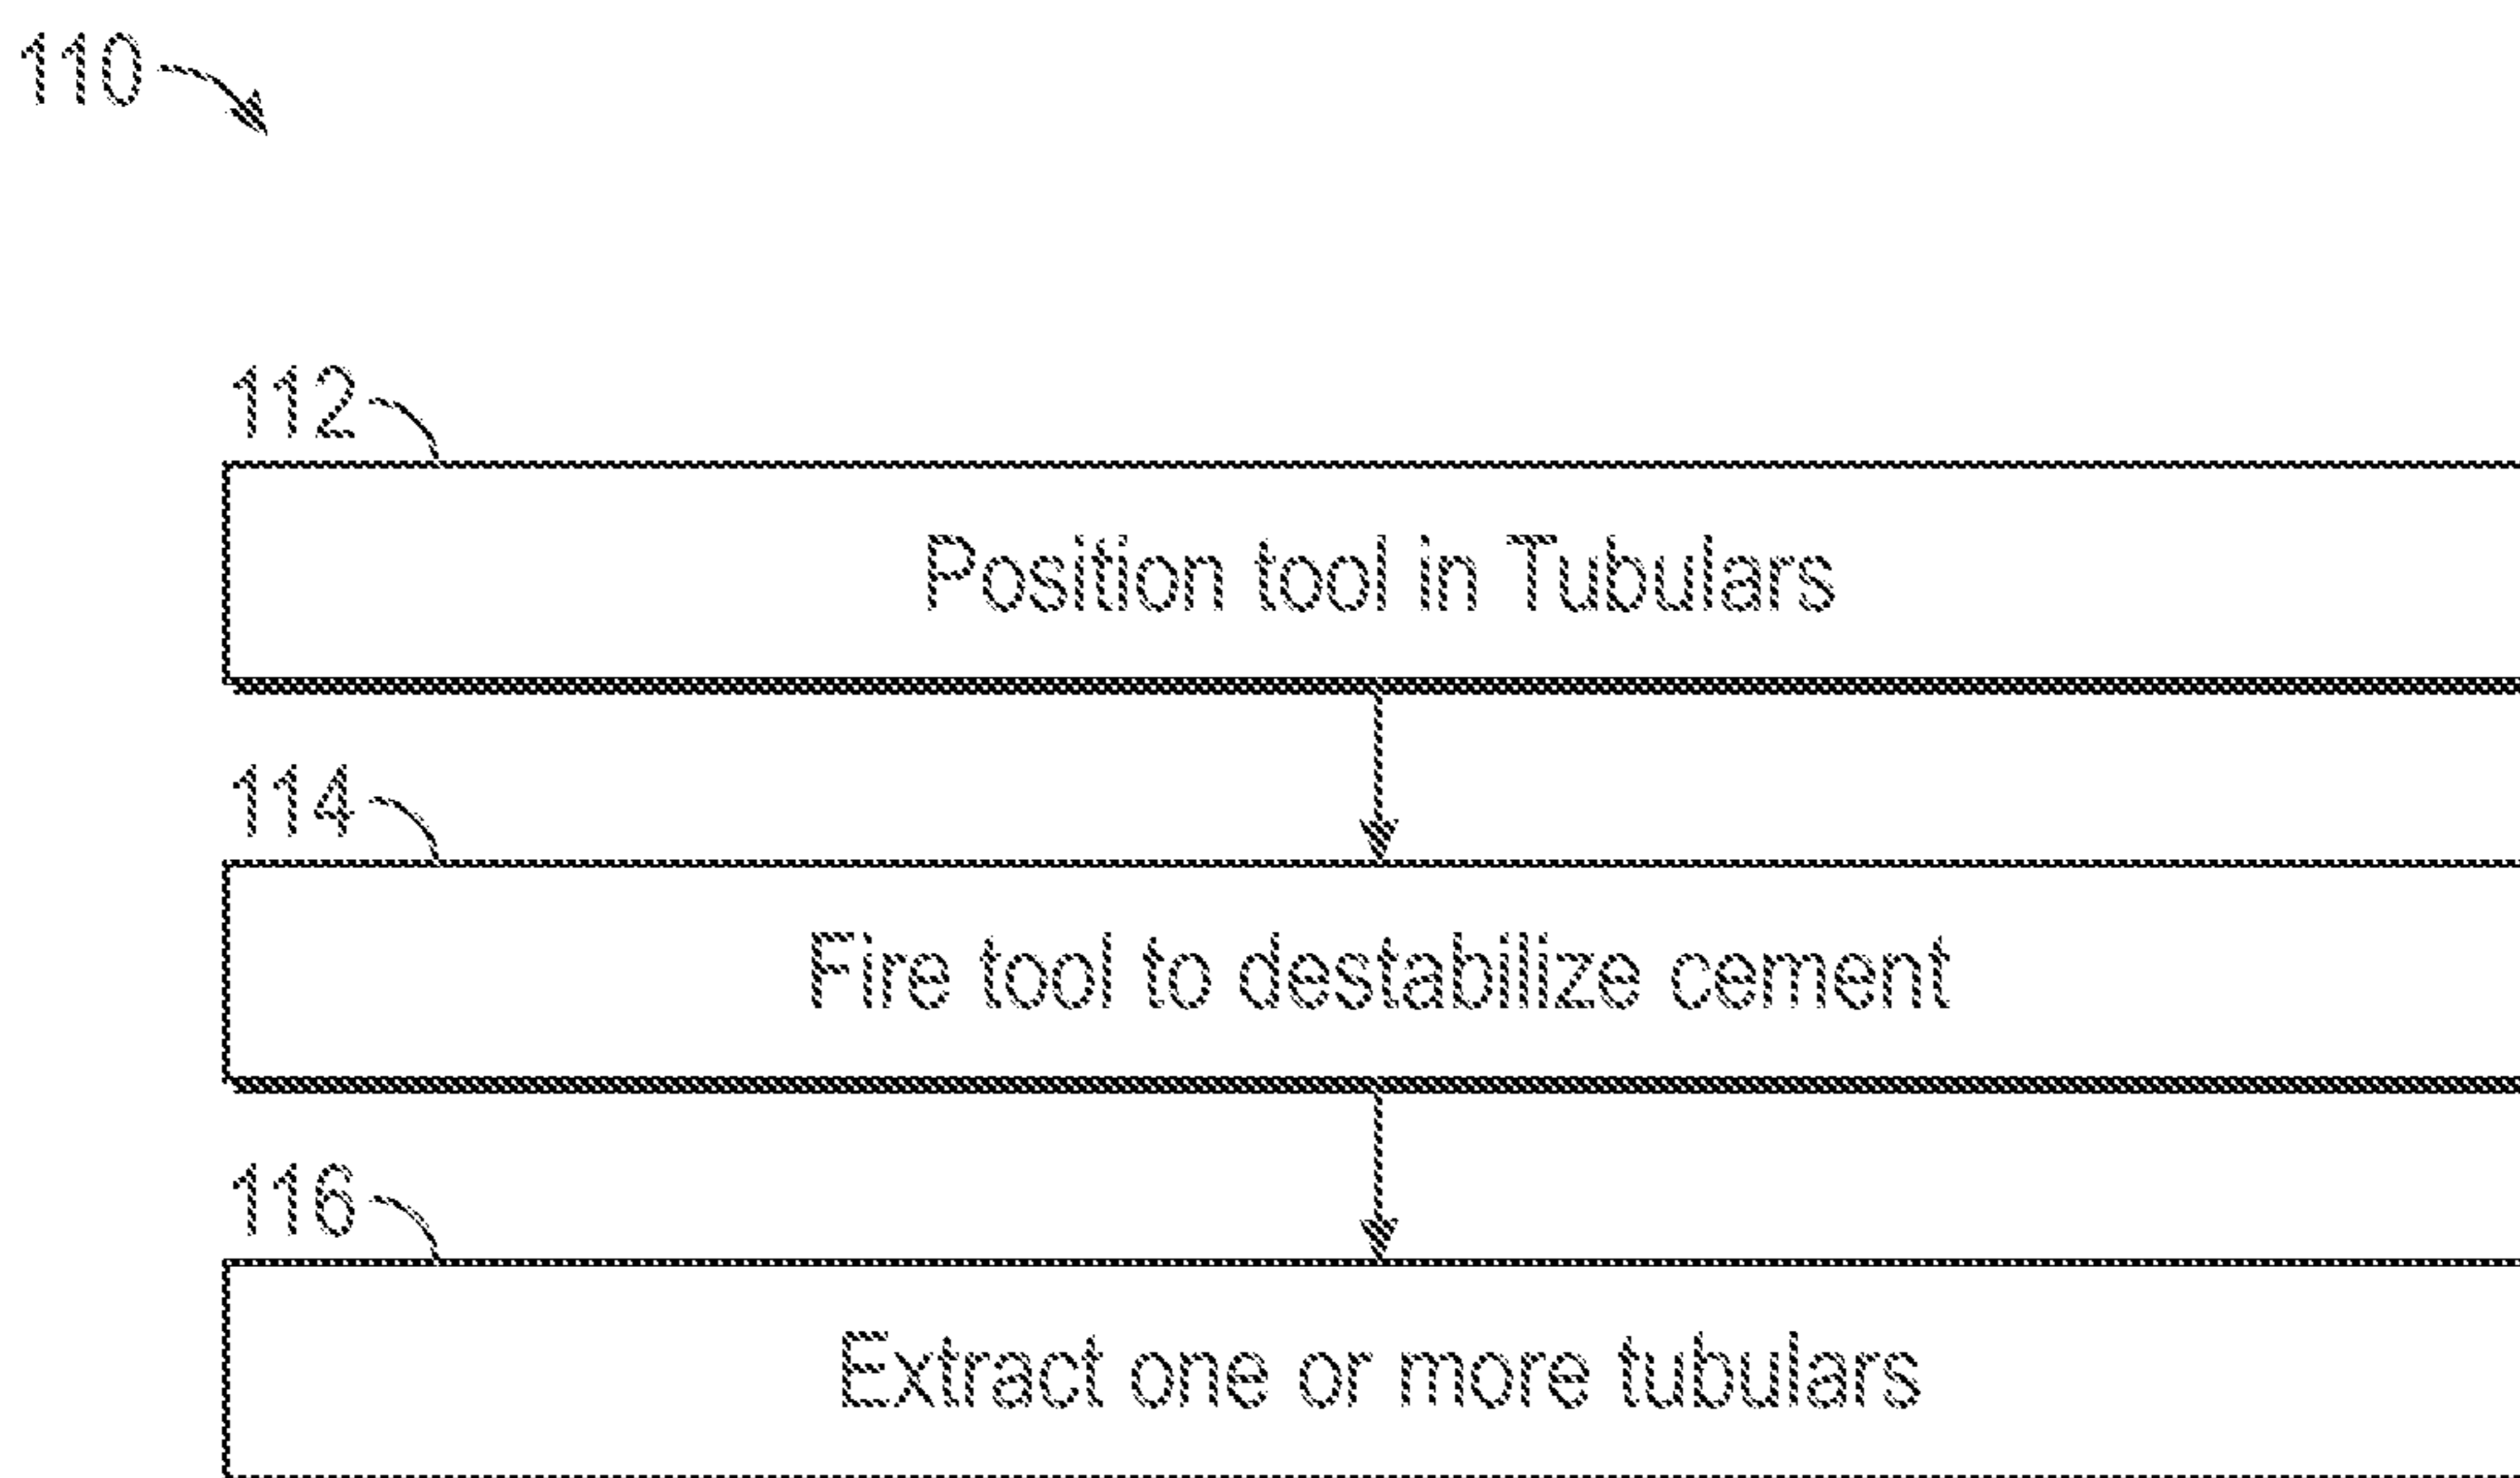 110
112
Position tool in Tubulars
114
Fire tool to destabilize cement
116
Extract one or more tubulars